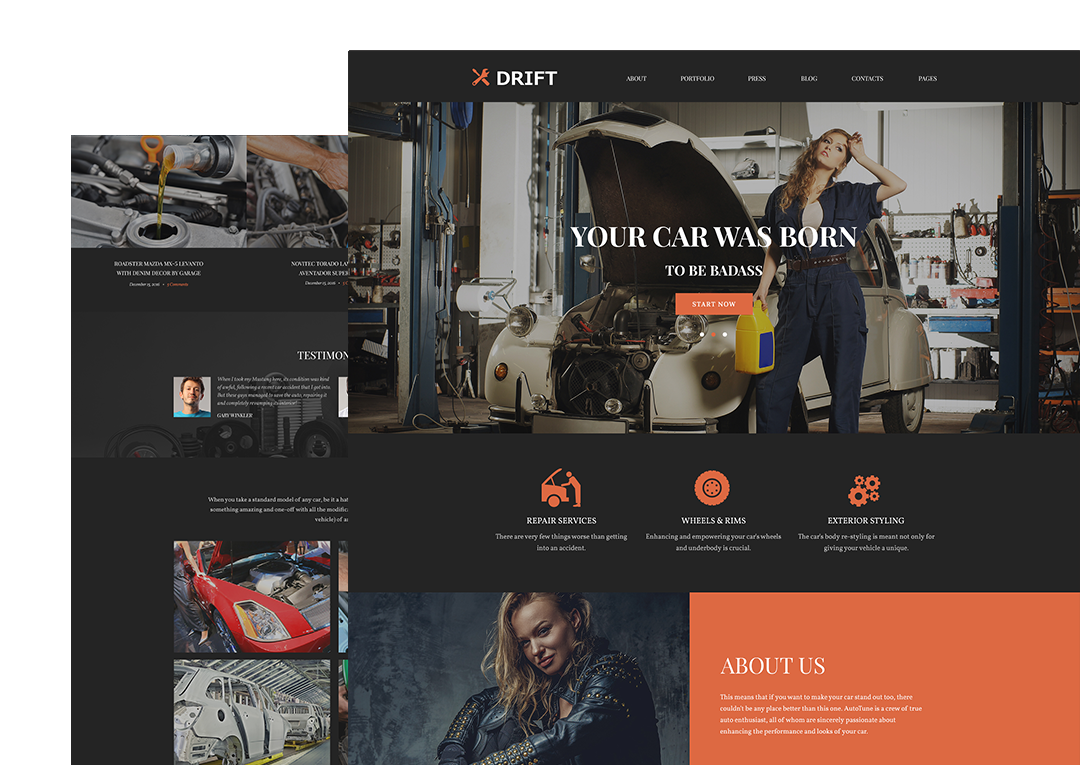 DRIFT
ABOUT PORTFOLIO PRESS BLOG CONTACTS PAGES
YOUR CAR WAS BORN
TO BE BADASS
START NOW
REPAIR SERVICES
There are very few things worse than getting
into an accident.
WHEELS & RIMS
Enhancing and empowering your car's wheels
and underbody is crucial.
EXTERIOR STYLING
The car's body re-styling is meant not only for
giving your vehicle a unique.
ABOUT US
This means that if you want to make your car stand out too, there
couldn't be any place better than this one. AutoTune is a crew of true
auto enthusiast, all of whom are sincerely passionate about
enhancing the performance and looks of your car.
ROADSTER MAZDA MX-5 LEVANTO
WITH DENIM DECOR BY GARAGE
December 15, 2016 • 3 Comments
NOVITEC TORADO LA
AVENTADOR SUPER
December 15, 2016 •
TESTIMON
When I took my Mustang here, its condition was kind
of awful, following a recent car accident that I got into.
But these guys managed to save the auto, repairing it
and completely revamping its interior!
GARY WINKLER
When you take a standard model of any car, be it a hat
something amazing and one-off with all the modific
vehicle) of a